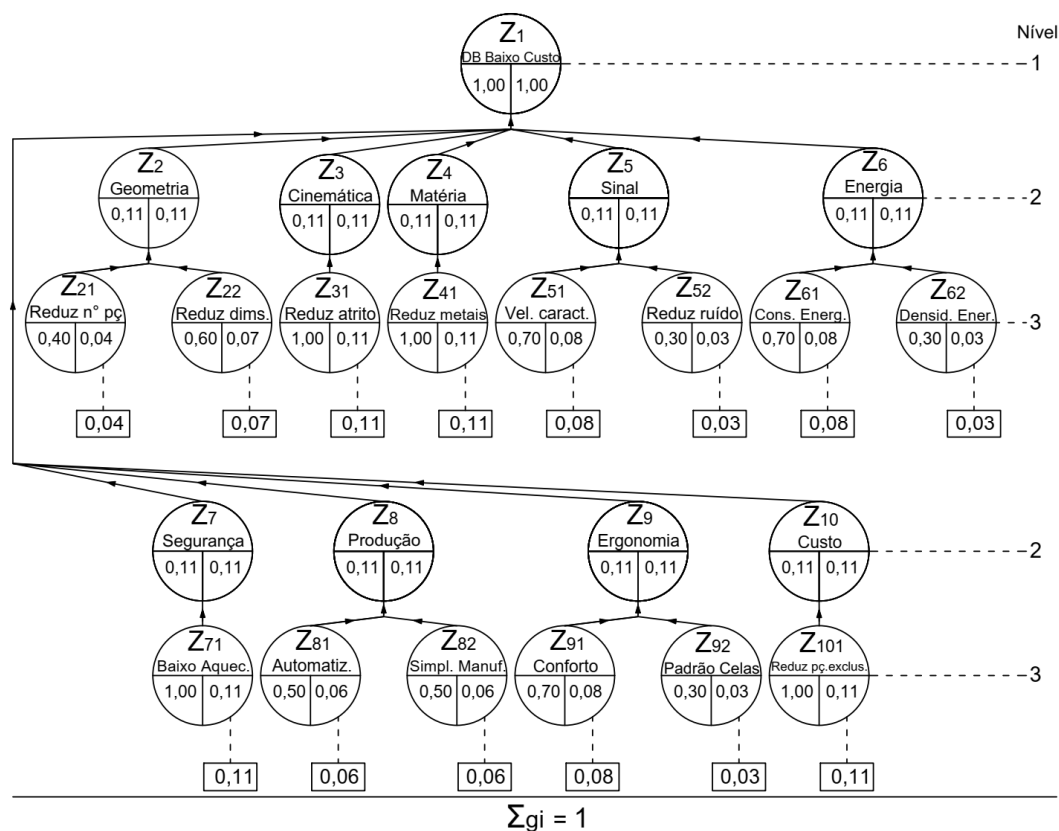 Z1
Nível
DB Baixo Custo
1
1,00 1,00
Z2 Z3 Z4 Z5 Z6
Geometria Cinemática Matéria Sinal Energia
2
0,11 0,11 0,11 0,11 0,11 0,11 0,11 0,11 0,11 0,11
Z21 Z22 Z31 Z41 Z51 Z52 Z61 Z62
Reduz n° pç Reduz dims. Reduz atrito Reduz metais Vel. caract. Reduz ruído Cons. Energ. Densid. Ener.
3
0,40 0,04 0,60 0,07 1,00 0,11 1,00 0,11 0,70 0,08 0,30 0,03 0,70 0,08 0,30 0,03
0,04 0,07 0,11 0,11 0,08 0,03 0,08 0,03
Z7 Z8 Z9 Z10
Segurança Produção Ergonomia Custo
2
0,11 0,11 0,11 0,11 0,11 0,11 0,11 0,11
Z71 Z81 Z82 Z91 Z92 Z101
Baixo Aquec. Automatiz. Simpl. Manuf. Conforto Padrão Celas Reduz pç.exclus.
3
1,00 0,11 0,50 0,06 0,50 0,06 0,70 0,08 0,30 0,03 1,00 0,11
0,11 0,06 0,06 0,08 0,03 0,11
Σgi = 1